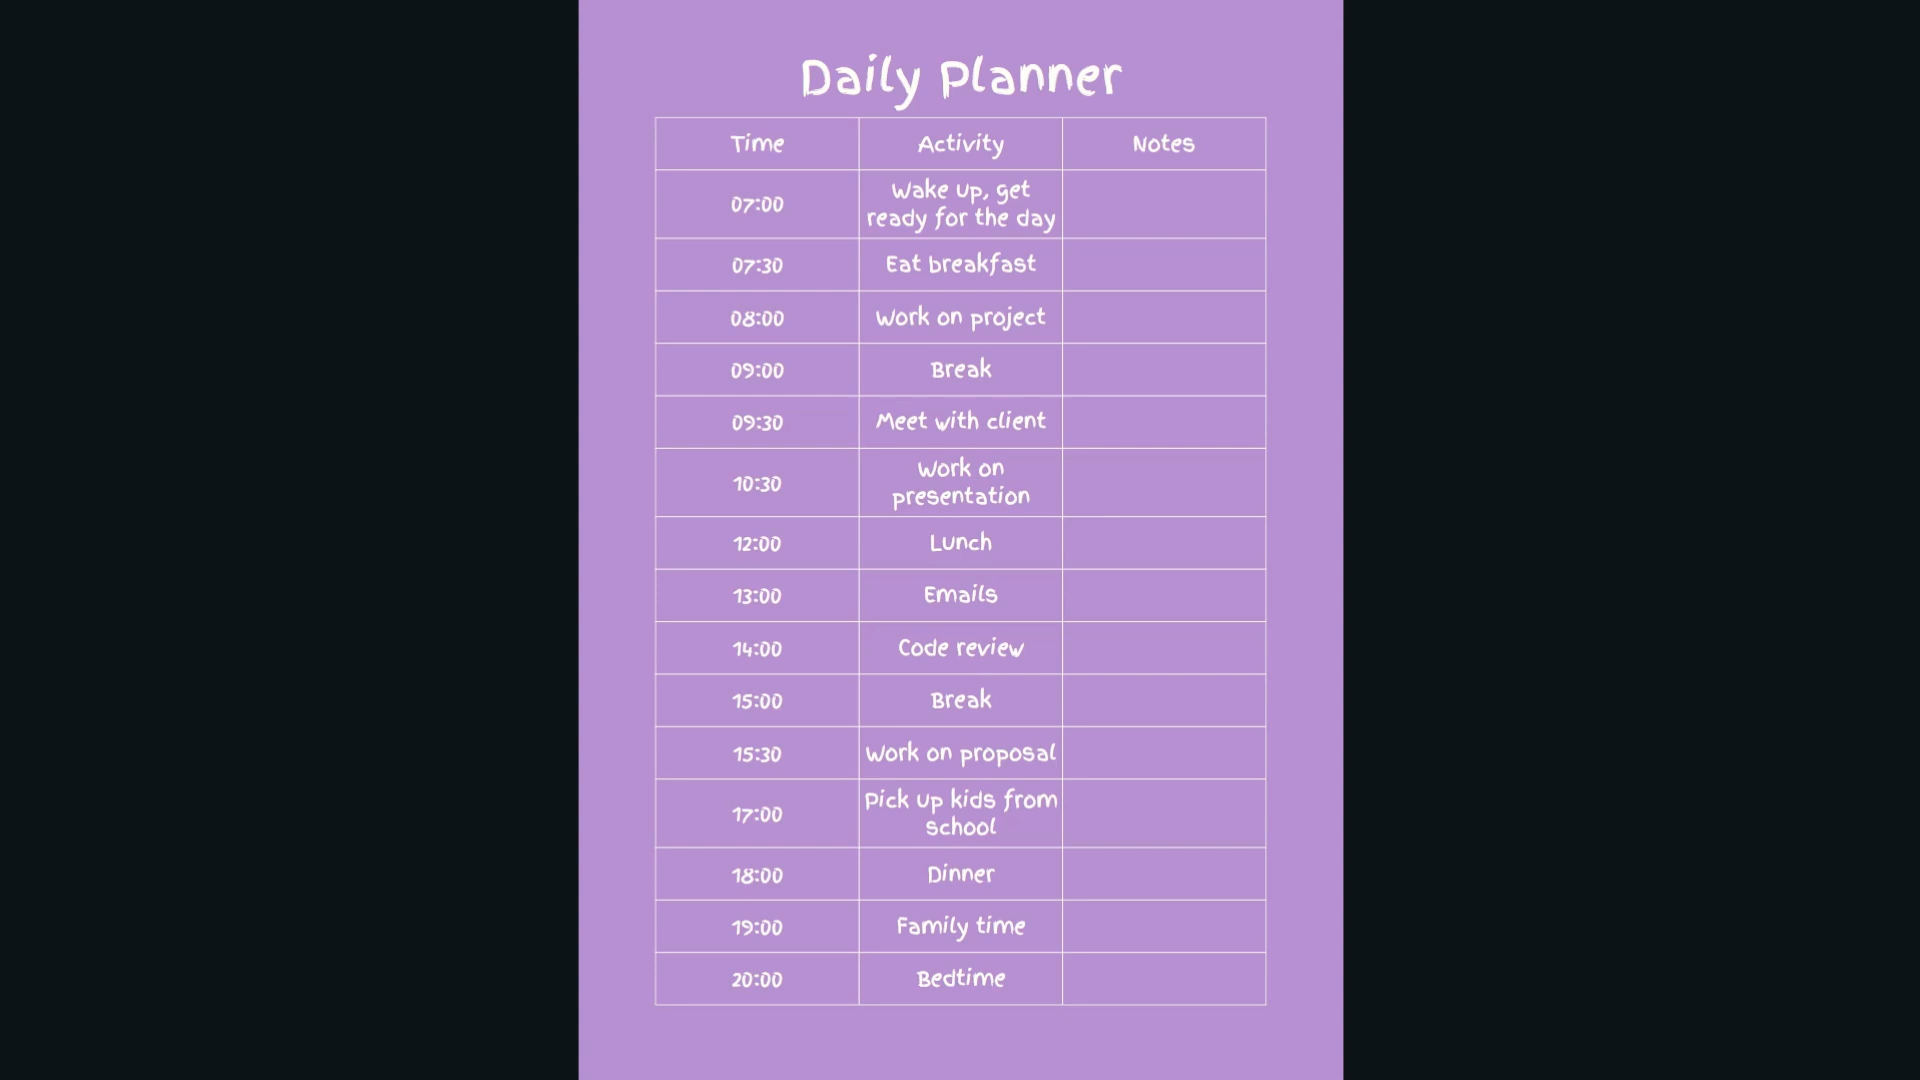 Daily Planner
Time Activity Notes
07:00 Wake up, get
ready for the day
07:30 Eat breakfast
08:00 Work on project
09:00 Break
09:30 Meet with client
10:30 Work on
presentation
12:00 Lunch
13:00 Emails
14:00 Code review
15:00 Break
15:30 Work on proposal
17:00 Pick up kids from
school
18:00 Dinner
19:00 Family time
20:00 Bedtime